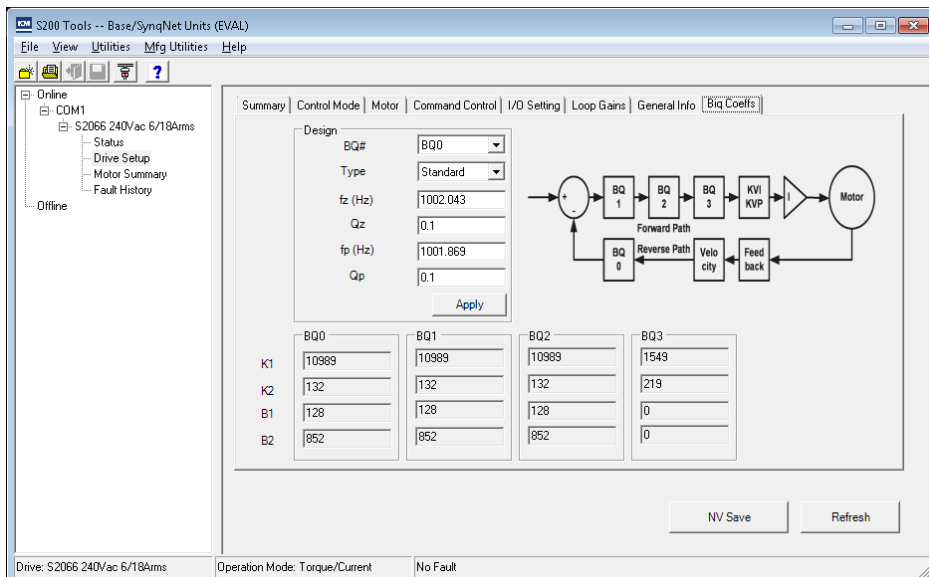 S200 Tools -- Base/SynqNet Units (EVAL)
File View Utilities Mfg Utilities Help
Online
COM1
S2066 240Vac 6/18Arms
Status
Drive Setup
Motor Summary
Fault History
Offline
Summary Control Mode Motor Command Control I/O Setting Loop Gains General Info Biq Coeffs
Design
BQ# BQ0
Type Standard
fz (Hz) 1002.043
Qz 0.1
fp (Hz) 1001.869
Qp 0.1
Apply
+
-
BQ 1
BQ 2
BQ 3
KVI KVP
I
Motor
Forward Path
Reverse Path
BQ 0
Velo city
Feed back
BQ0 BQ1 BQ2 BQ3
K1 10989 10989 10989 1549
K2 132 132 132 219
B1 128 128 128 0
B2 852 852 852 0
NV Save Refresh
Drive: S2066 240Vac 6/18Arms Operation Mode: Torque/Current No Fault